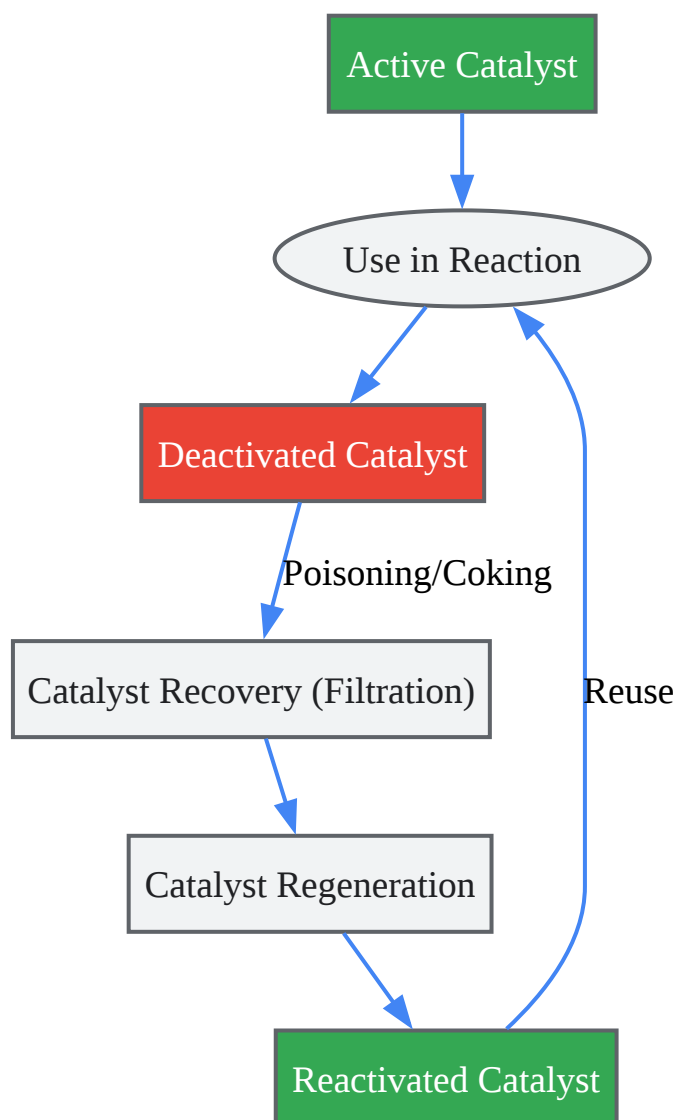 Active Catalyst
Use in Reaction
Deactivated Catalyst
Poisoning/Coking
Catalyst Recovery (Filtration)
Reuse
Catalyst Regeneration
Reactivated Catalyst